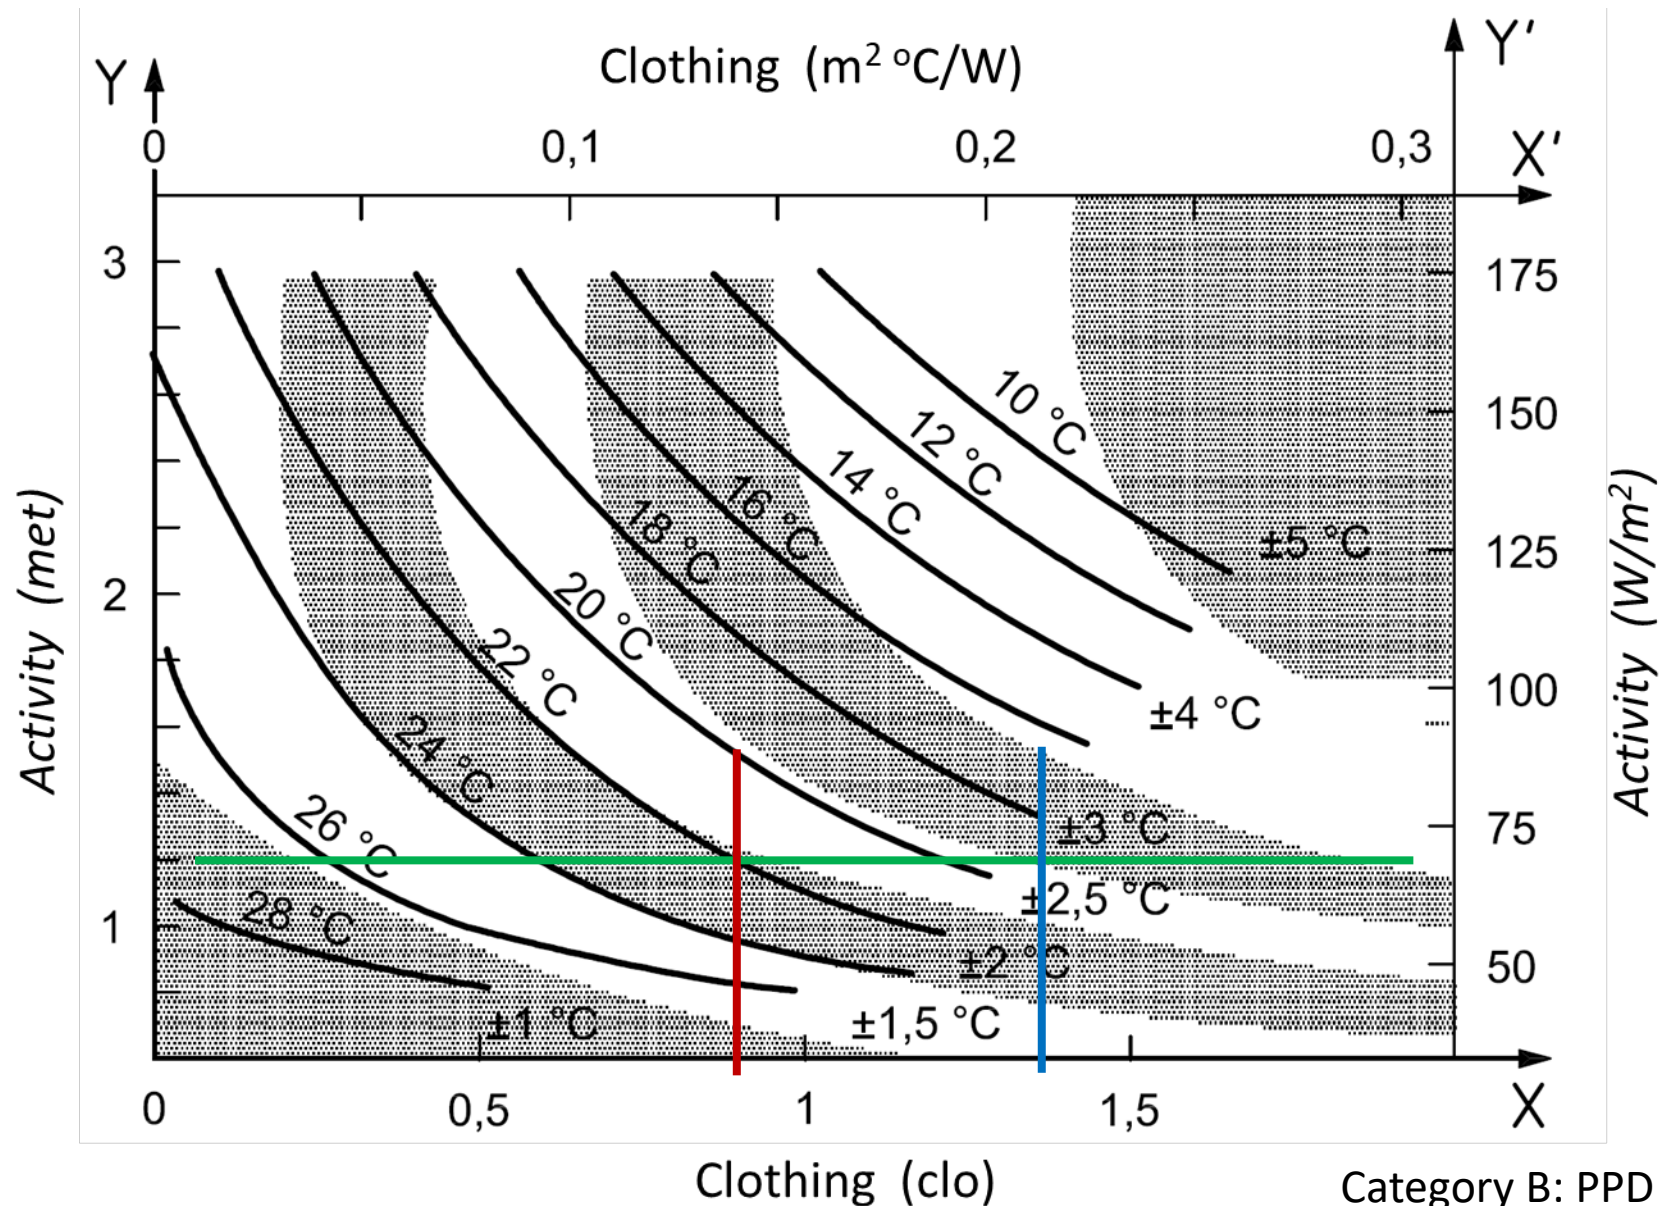 Y
Clothing (m² °C/W)
Y'
0
0,1
0,2
0,3
X'
3
2
1
Activity (met)
175
150
125
100
75
50
Activity (W/m²)
10 °C
12 °C
14 °C
16 °C
18 °C
20 °C
22 °C
24 °C
26 °C
28 °C
±5 °C
±4 °C
±3 °C
±2,5 °C
±2 °C
±1,5 °C
±1 °C
0
0,5
1
1,5
X
Clothing (clo)
Category B: PPD